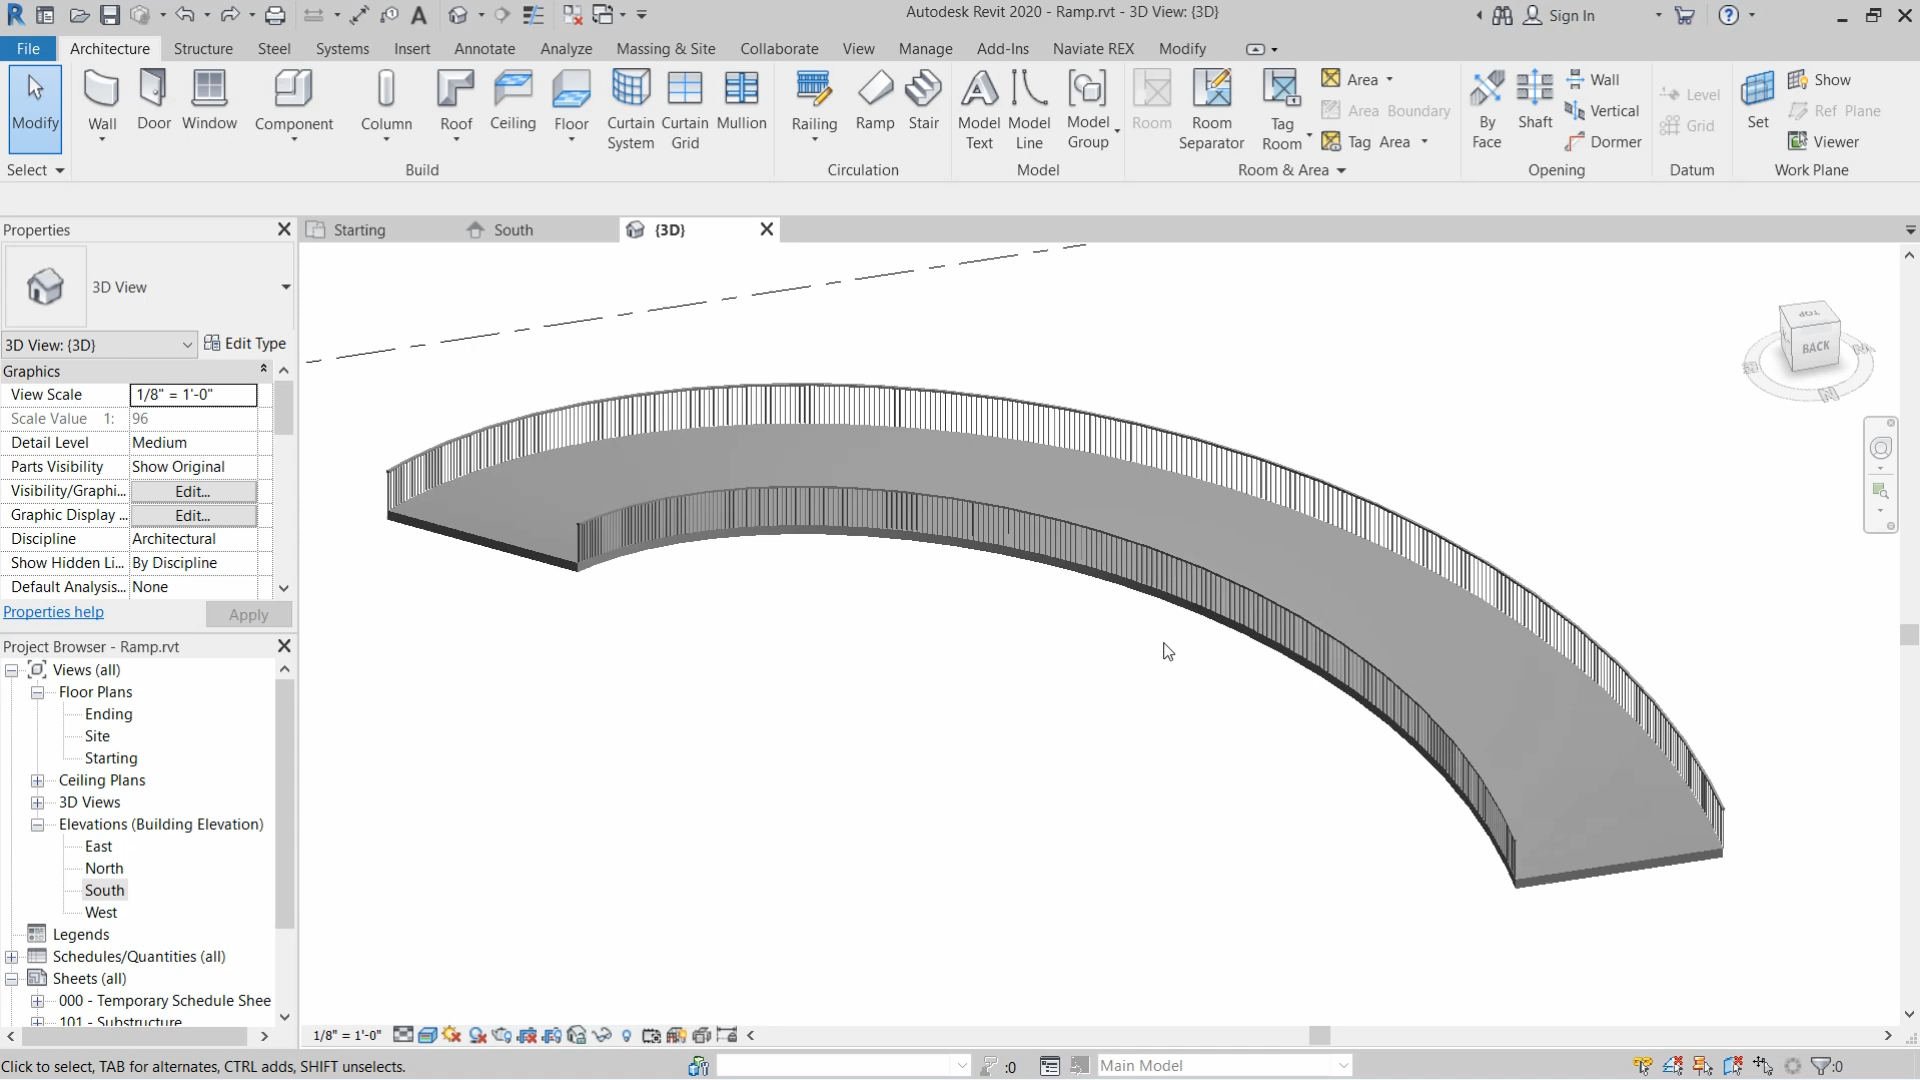 Autodesk Revit 2020 - Ramp.rvt - 3D View: {3D}
Sign In
File Architecture Structure Steel Systems Insert Annotate Analyze Massing & Site Collaborate View Manage Add-Ins Naviate REX Modify
Modify
Wall
Door
Window
Component
Column
Roof
Ceiling
Floor
Curtain System
Curtain Grid
Mullion
Railing
Ramp
Stair
Model Text
Model Line
Model Group
Room
Room Separator
Tag Room
Area
Area Boundary
Tag Area
By Face
Shaft
Wall
Vertical
Dormer
Level
Grid
Set
Show
Ref Plane
Viewer
Select Build Circulation Model Room & Area Opening Datum Work Plane
Properties
Starting South {3D}
3D View
3D View: {3D} Edit Type
Graphics
View Scale 1/8" = 1'-0"
Scale Value 1: 96
Detail Level Medium
Parts Visibility Show Original
Visibility/Graphi... Edit...
Graphic Display ... Edit...
Discipline Architectural
Show Hidden Li... By Discipline
Default Analysis... None
Properties help Apply
TOP
BACK
Project Browser - Ramp.rvt
Views (all)
Floor Plans
Ending
Site
Starting
Ceiling Plans
3D Views
Elevations (Building Elevation)
East
North
South
West
Legends
Schedules/Quantities (all)
Sheets (all)
000 - Temporary Schedule Shee
101 - Substructure
1/8" = 1'-0"
Click to select, TAB for alternates, CTRL adds, SHIFT unselects.
:0
Main Model
:0